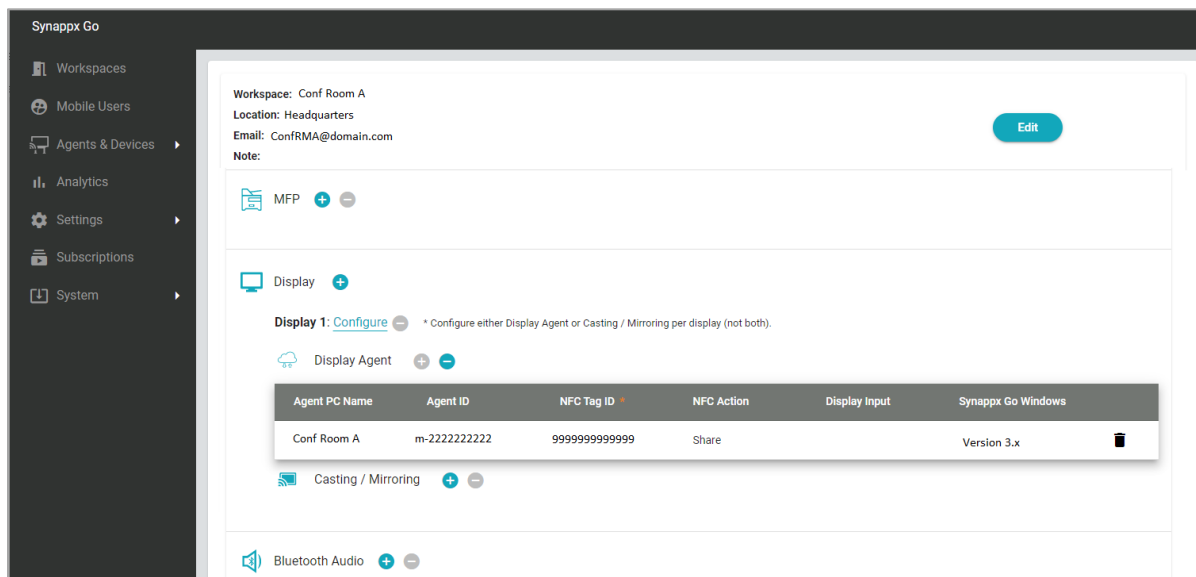 Synappx Go
Workspaces
Mobile Users
Agents & Devices
Analytics
Settings
Subscriptions
System
Workspace: Conf Room A
Location: Headquarters
Email: ConfRMA@domain.com
Note:
Edit
MFP
Display
Display 1: Configure * Configure either Display Agent or Casting / Mirroring per display (not both).
Display Agent
Agent PC Name Agent ID NFC Tag ID * NFC Action Display Input Synappx Go Windows
Conf Room A m-2222222222 9999999999999 Share Version 3.x
Casting / Mirroring
Bluetooth Audio